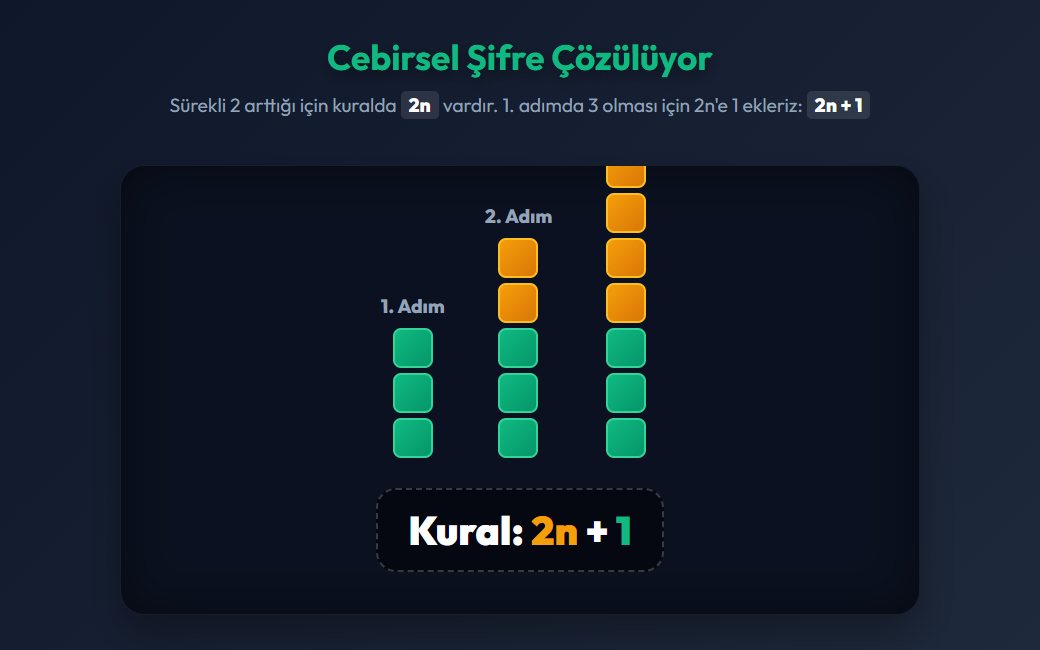 Cebirsel Şifre Çözülüyor
Sürekli 2 arttığı için kuralda 2n vardır. 1. adımda 3 olması için 2n'e 1 ekleriz: 2n + 1
2. Adım
1. Adım
Kural: 2n + 1